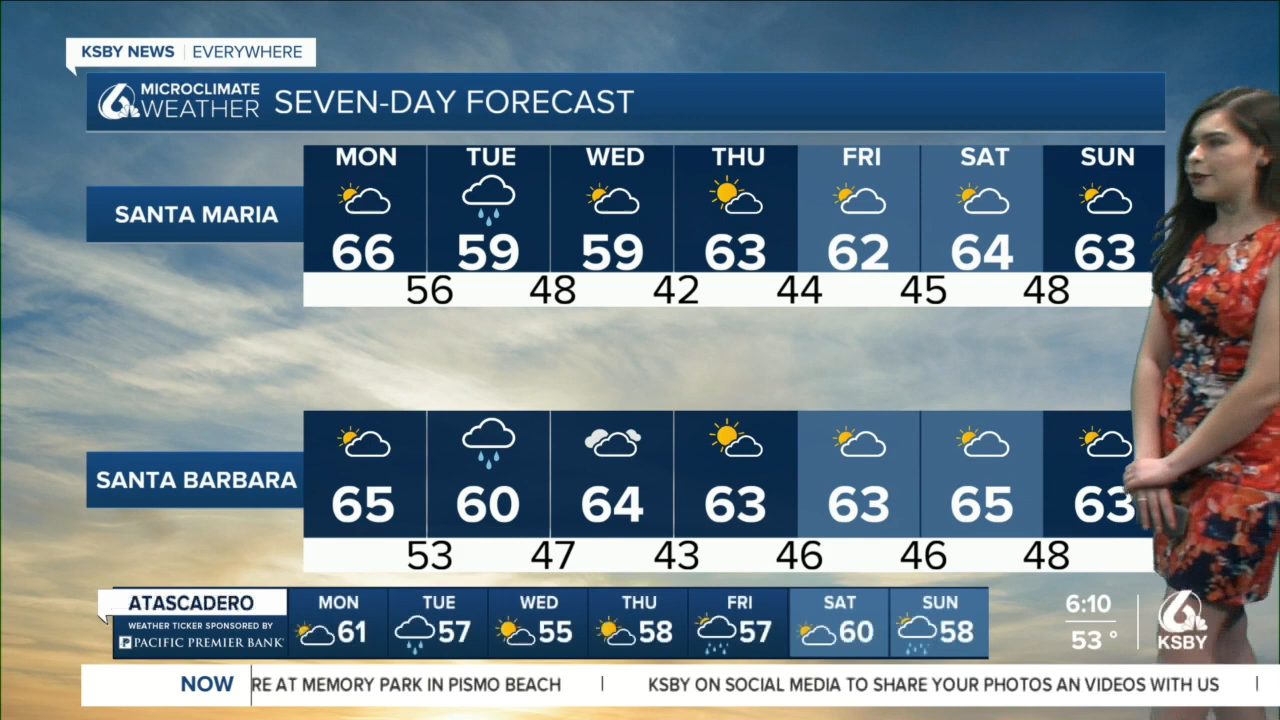 KSBY NEWS | EVERYWHERE
6 MICROCLIMATE WEATHER SEVEN-DAY FORECAST
MON TUE WED THU FRI SAT SUN
SANTA MARIA
66 59 59 63 62 64 63
56 48 42 44 45 48
SANTA BARBARA
65 60 64 63 63 65 63
53 47 43 46 46 48
ATASCADERO
WEATHER TICKER SPONSORED BY
PACIFIC PREMIER BANK
MON TUE WED THU FRI SAT SUN
61 57 55 58 57 60 58
6:10
53 °
6
KSBY
NOW RE AT MEMORY PARK IN PISMO BEACH | KSBY ON SOCIAL MEDIA TO SHARE YOUR PHOTOS AN VIDEOS WITH US |